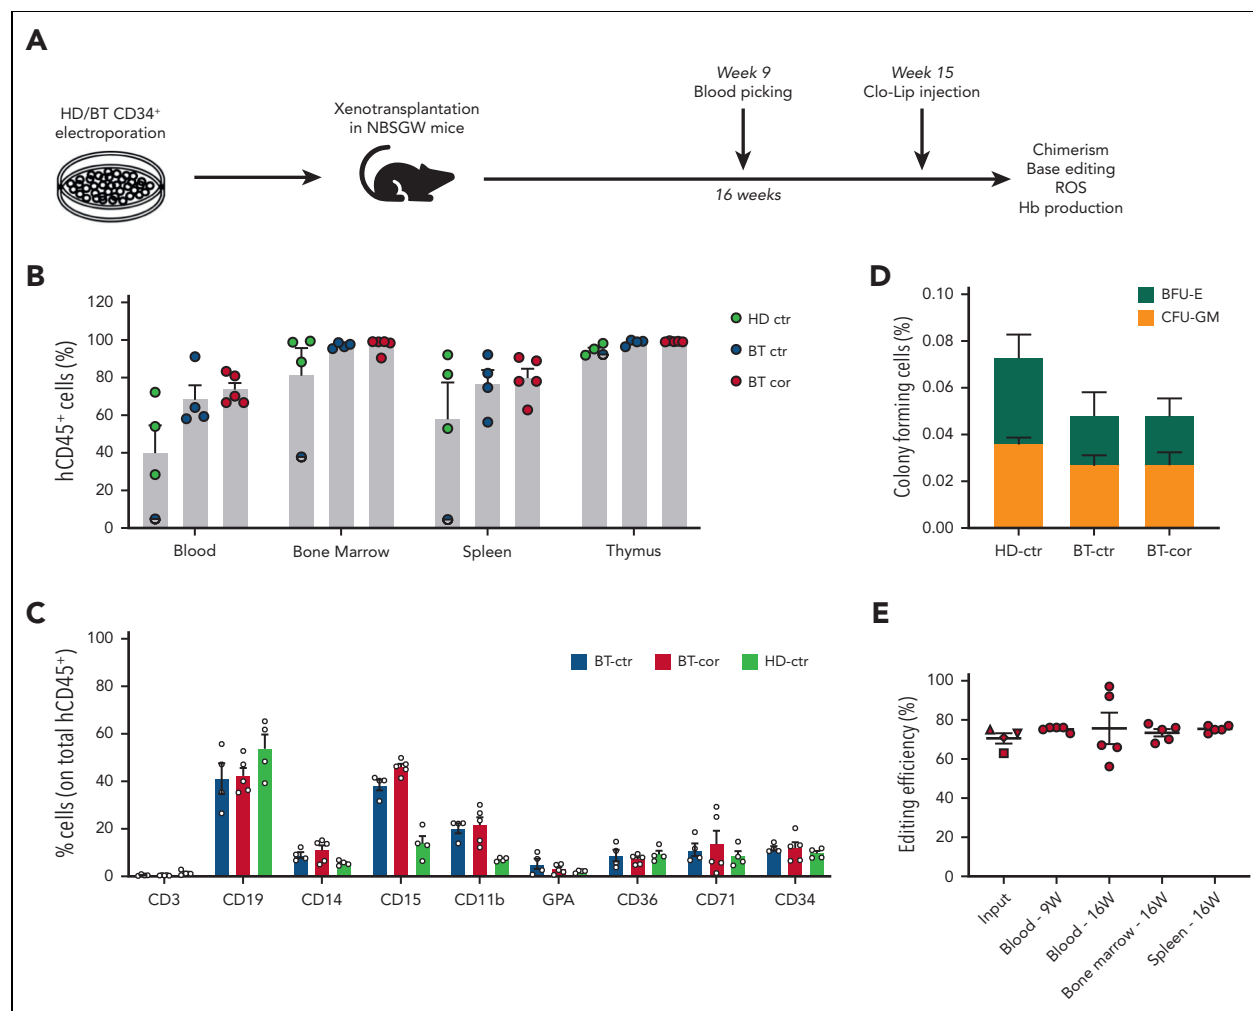 A
HD/BT CD34⁺
electroporation
Xenotransplantation
in NBSGW mice
Week 9
Blood picking
Week 15
Clo-Lip injection
16 weeks
Chimerism
Base editing
ROS
Hb production
B
hCD45⁺ cells (%)
120
100
80
60
40
20
0
Blood
Bone Marrow
Spleen
Thymus
HD ctr
BT ctr
BT cor
D
Colony forming cells (%)
0.10
0.08
0.06
0.04
0.02
0.00
HD-ctr
BT-ctr
BT-cor
BFU-E
CFU-GM
C
% cells (on total hCD45⁺)
100
80
60
40
20
0
CD3
CD19
CD14
CD15
CD11b
GPA
CD36
CD71
CD34
BT-ctr
BT-cor
HD-ctr
E
Editing efficiency (%)
100
80
60
40
20
0
Input
Blood - 9W
Blood - 16W
Bone marrow - 16W
Spleen - 16W